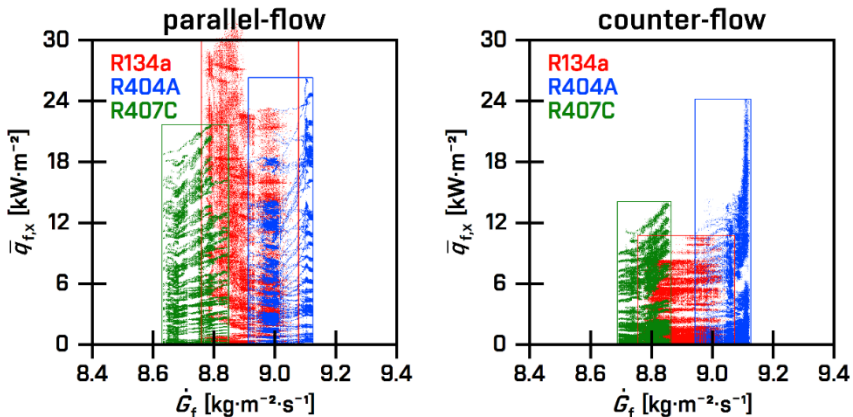 parallel-flow
q̅f,x [kW·m⁻²]
30
24
18
12
6
0
R134a
R404A
R407C
8.4 8.6 8.8 9.0 9.2 9.4
Ġf [kg·m⁻²·s⁻¹]
counter-flow
q̅f,x [kW·m⁻²]
30
24
18
12
6
0
R134a
R404A
R407C
8.4 8.6 8.8 9.0 9.2 9.4
Ġf [kg·m⁻²·s⁻¹]